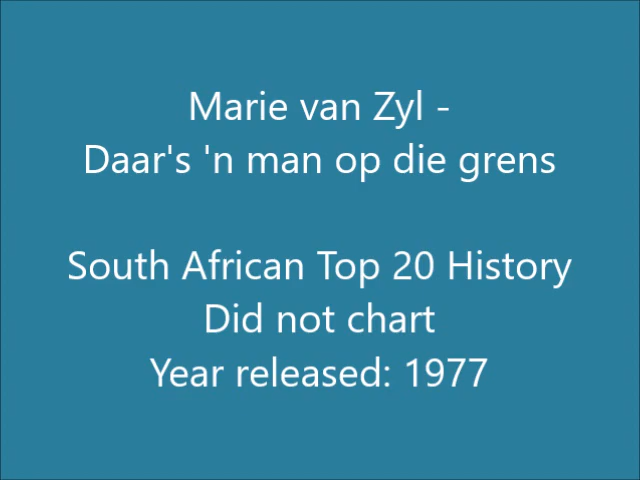 Marie van Zyl -
Daar's 'n man op die grens
South African Top 20 History
Did not chart
Year released: 1977